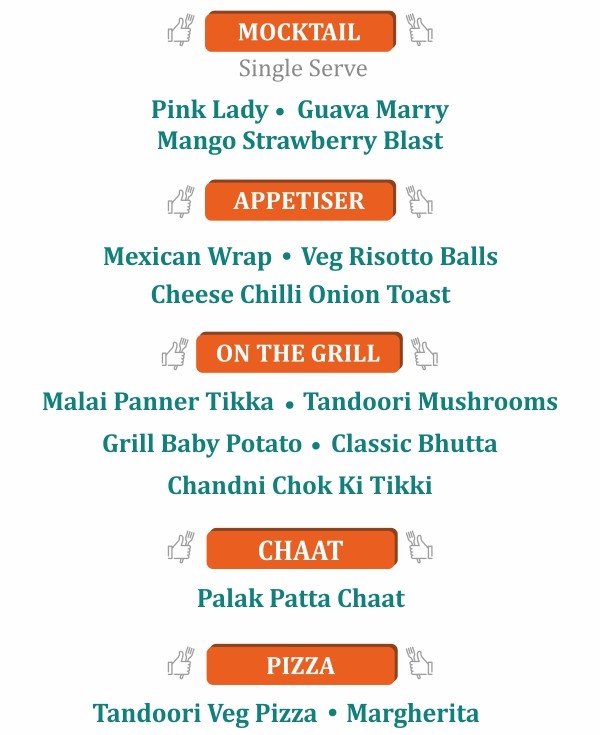 MOCKTAIL
Single Serve
Pink Lady • Guava Marry
Mango Strawberry Blast
APPETISER
Mexican Wrap • Veg Risotto Balls
Cheese Chilli Onion Toast
ON THE GRILL
Malai Panner Tikka • Tandoori Mushrooms
Grill Baby Potato • Classic Bhutta
Chandni Chok Ki Tikki
CHAAT
Palak Patta Chaat
PIZZA
Tandoori Veg Pizza • Margherita